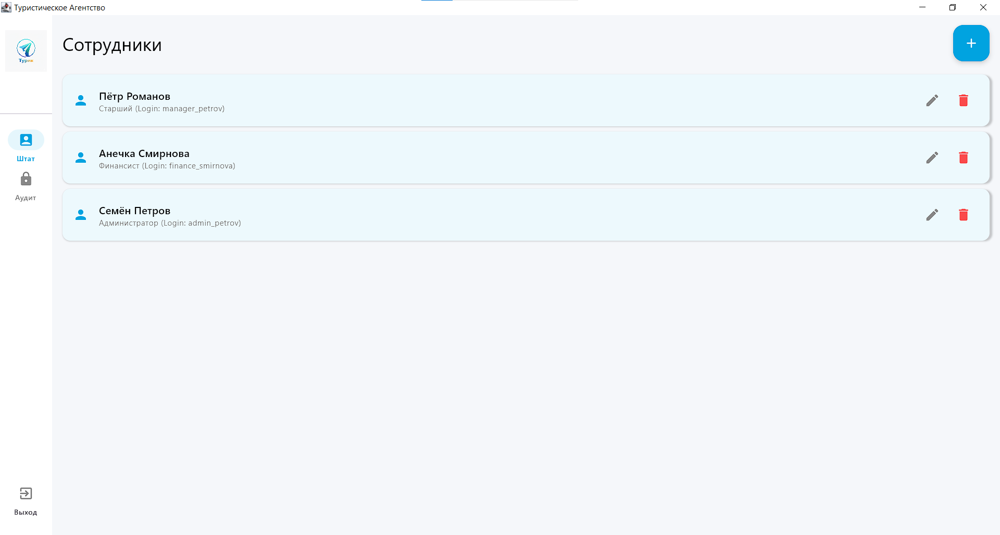 Туристическое Агентство
Турик
Сотрудники
Пётр Романов
Старший (Login: manager_petrov)
Анечка Смирнова
Финансист (Login: finance_smirnova)
Семён Петров
Администратор (Login: admin_petrov)
Штат
Аудит
Выход